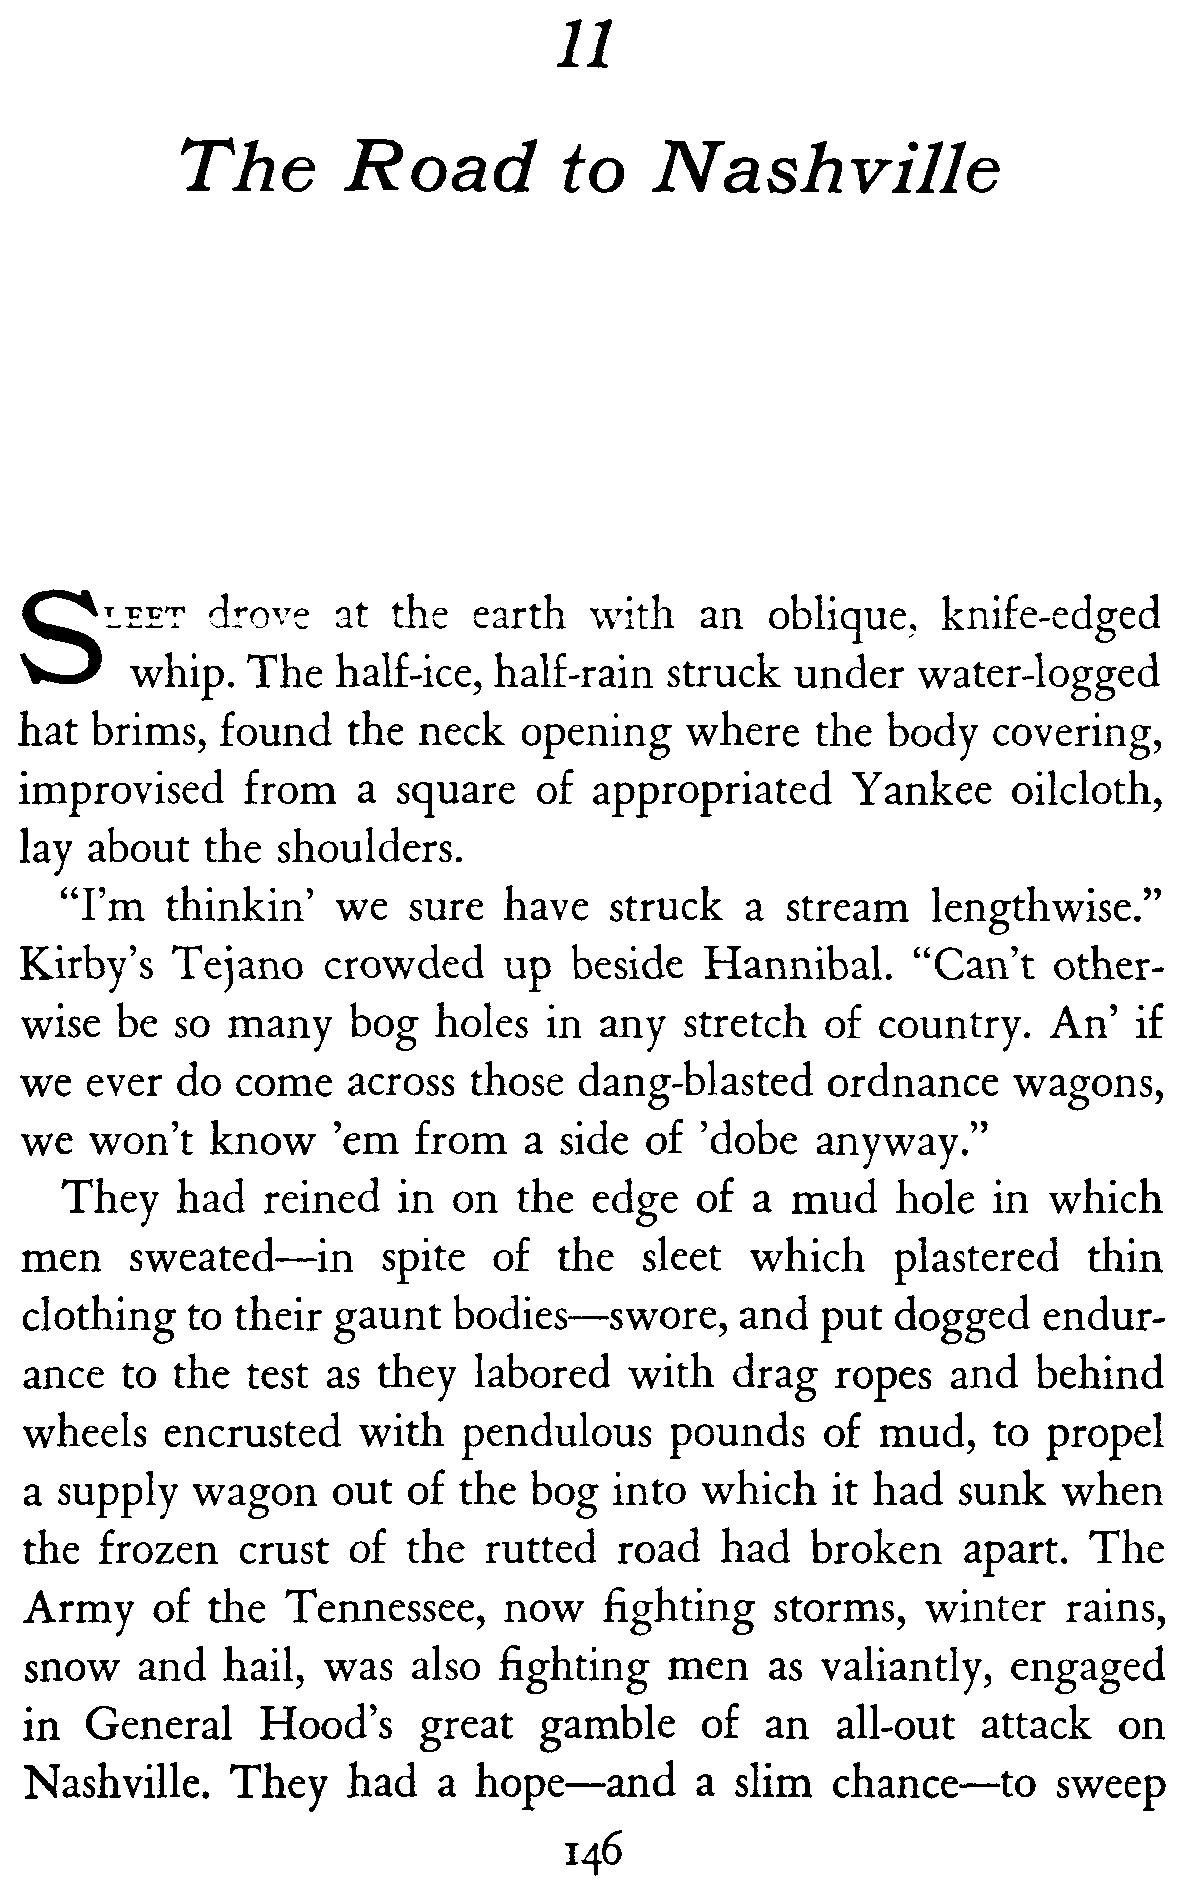 11
The Road to Nashville
SLEET drove at the earth with an oblique, knife-edged
whip. The half-ice, half-rain struck under water-logged
hat brims, found the neck opening where the body covering,
improvised from a square of appropriated Yankee oilcloth,
lay about the shoulders.
“I’m thinkin’ we sure have struck a stream lengthwise.”
Kirby’s Tejano crowded up beside Hannibal. “Can’t other-
wise be so many bog holes in any stretch of country. An’ if
we ever do come across those dang-blasted ordnance wagons,
we won’t know ’em from a side of ’dobe anyway.”
They had reined in on the edge of a mud hole in which
men sweated—in spite of the sleet which plastered thin
clothing to their gaunt bodies—swore, and put dogged endur-
ance to the test as they labored with drag ropes and behind
wheels encrusted with pendulous pounds of mud, to propel
a supply wagon out of the bog into which it had sunk when
the frozen crust of the rutted road had broken apart. The
Army of the Tennessee, now fighting storms, winter rains,
snow and hail, was also fighting men as valiantly, engaged
in General Hood’s great gamble of an all-out attack on
Nashville. They had a hope—and a slim chance—to sweep
146